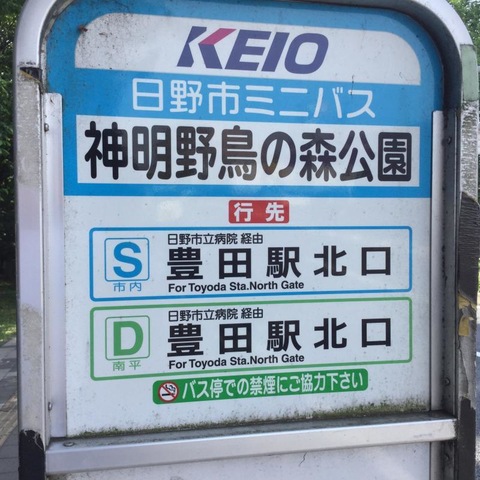 KEIO
日野市ミニバス
神明野鳥の森公園
行先
日野市立病院 経由
S 豊田駅北口
市内 For Toyoda Sta.North Gate
日野市立病院 経由
D 豊田駅北口
南平 For Toyoda Sta.North Gate
バス停での禁煙にご協力下さい